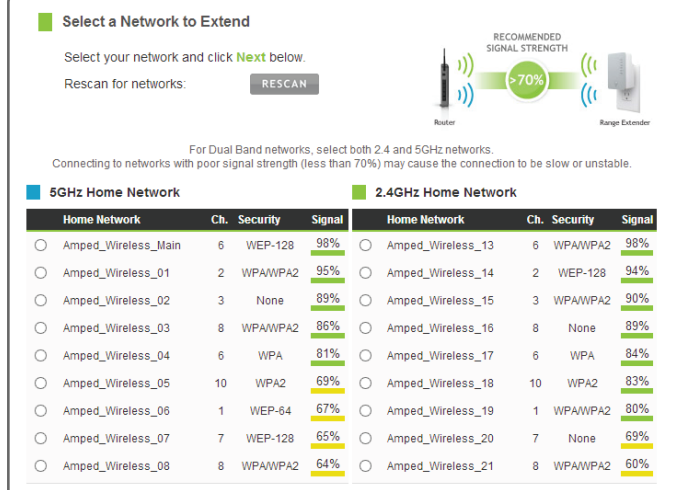 Select a Network to Extend
Select your network and click Next below.
Rescan for networks: RESCAN
RECOMMENDED
SIGNAL STRENGTH
>70%
Router Range Extender
For Dual Band networks, select both 2.4 and 5GHz networks.
Connecting to networks with poor signal strength (less than 70%) may cause the connection to be slow or unstable.
5GHz Home Network
Home Network Ch. Security Signal
Amped_Wireless_Main 6 WEP-128 98%
Amped_Wireless_01 2 WPA/WPA2 95%
Amped_Wireless_02 3 None 89%
Amped_Wireless_03 8 WPA/WPA2 86%
Amped_Wireless_04 6 WPA 81%
Amped_Wireless_05 10 WPA2 69%
Amped_Wireless_06 1 WEP-64 67%
Amped_Wireless_07 7 WEP-128 65%
Amped_Wireless_08 8 WPA/WPA2 64%
2.4GHz Home Network
Home Network Ch. Security Signal
Amped_Wireless_13 6 WPA/WPA2 98%
Amped_Wireless_14 2 WEP-128 94%
Amped_Wireless_15 3 WPA/WPA2 90%
Amped_Wireless_16 8 None 89%
Amped_Wireless_17 6 WPA 84%
Amped_Wireless_18 10 WPA2 83%
Amped_Wireless_19 1 WPA/WPA2 80%
Amped_Wireless_20 7 None 69%
Amped_Wireless_21 8 WPA/WPA2 60%